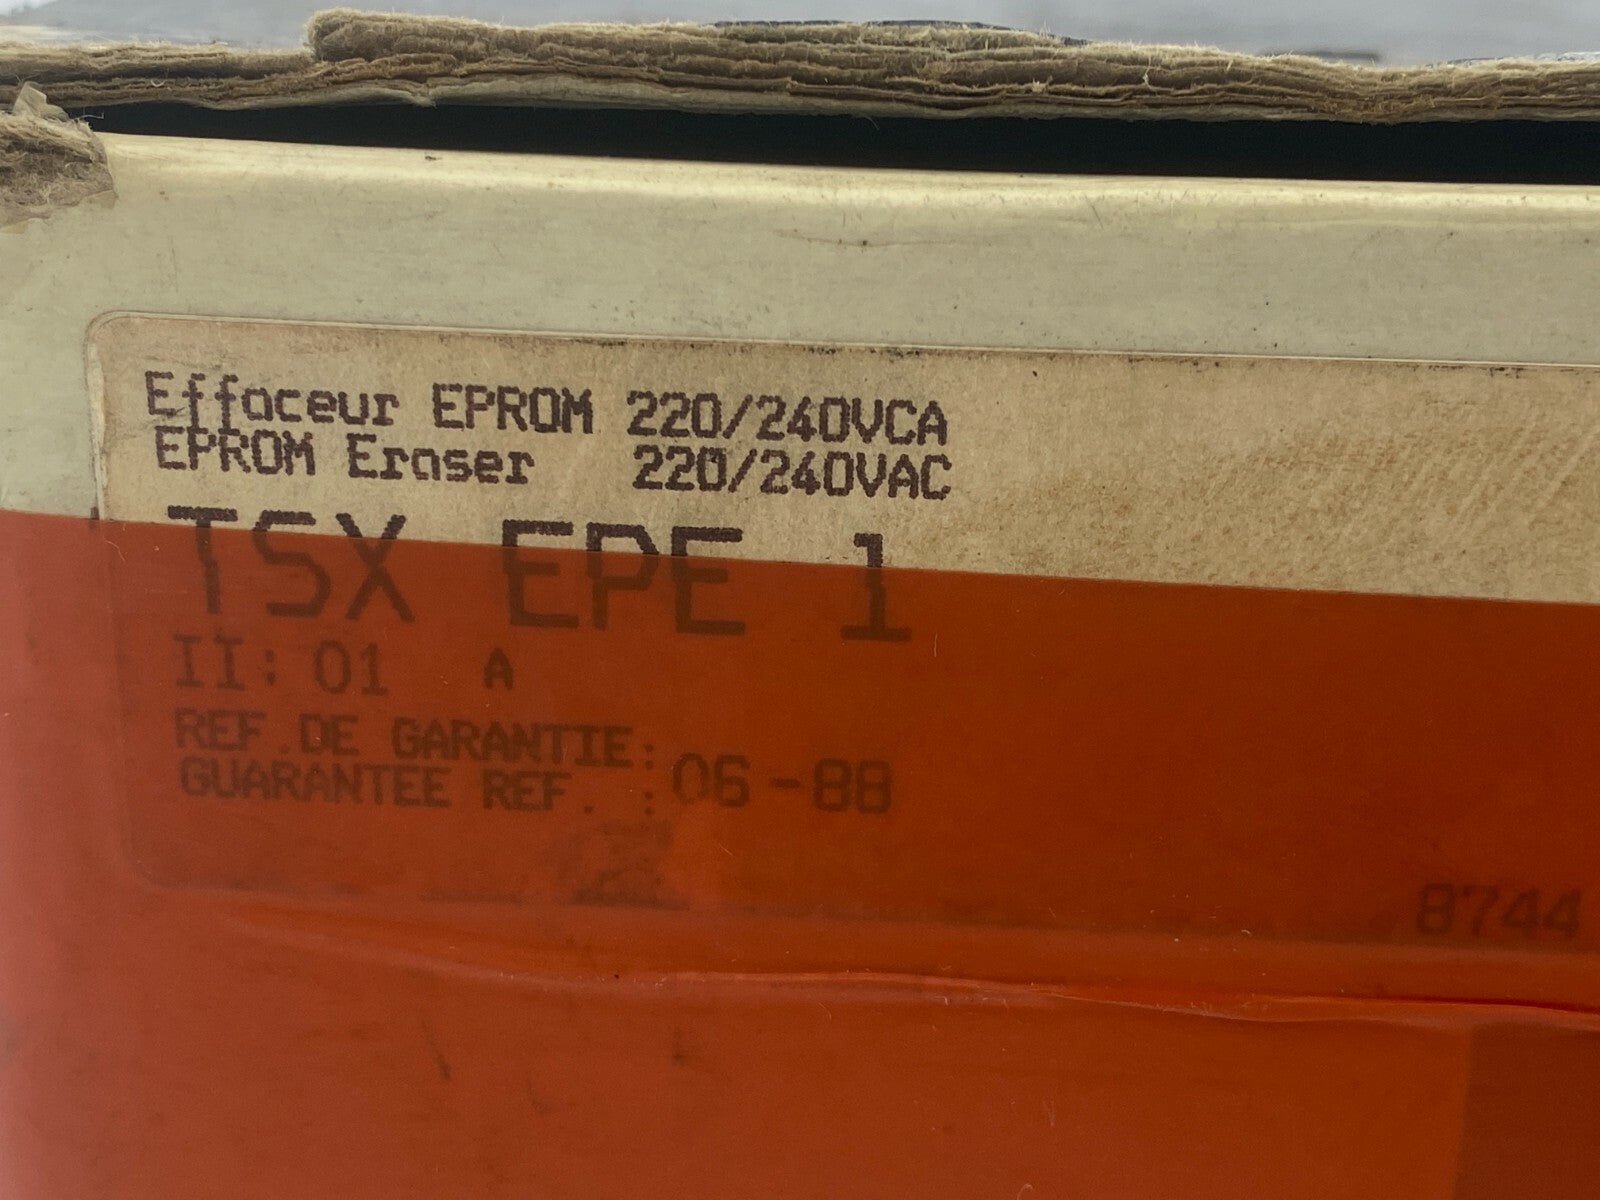 Effaceur EPROM 220/240VCA
EPROM Eraser 220/240VAC
TSX EPE 1
II: 01 A
REF.DE GARANTIE:
GUARANTEE REF. : 06-88
8744